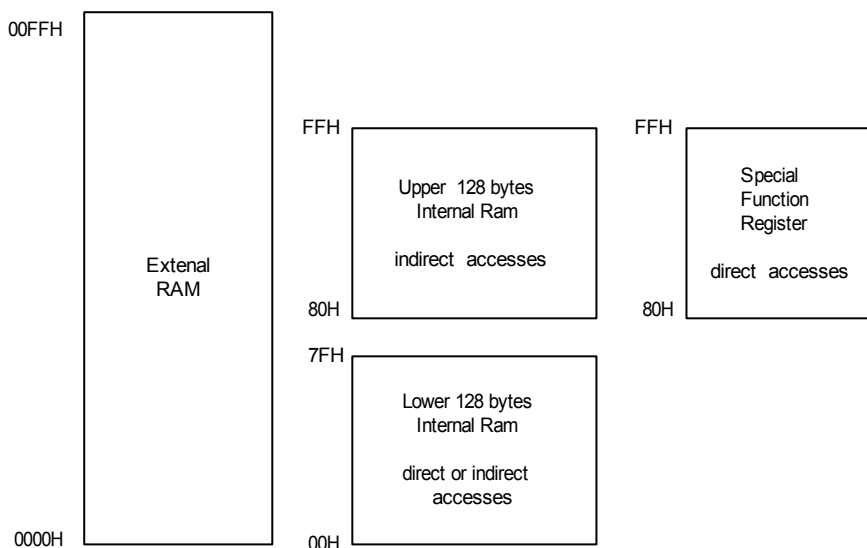 00FFH
Extenal
RAM
0000H
FFH
Upper 128 bytes
Internal Ram
indirect accesses
80H
7FH
Lower 128 bytes
Internal Ram
direct or indirect
accesses
00H
FFH
Special
Function
Register
direct accesses
80H